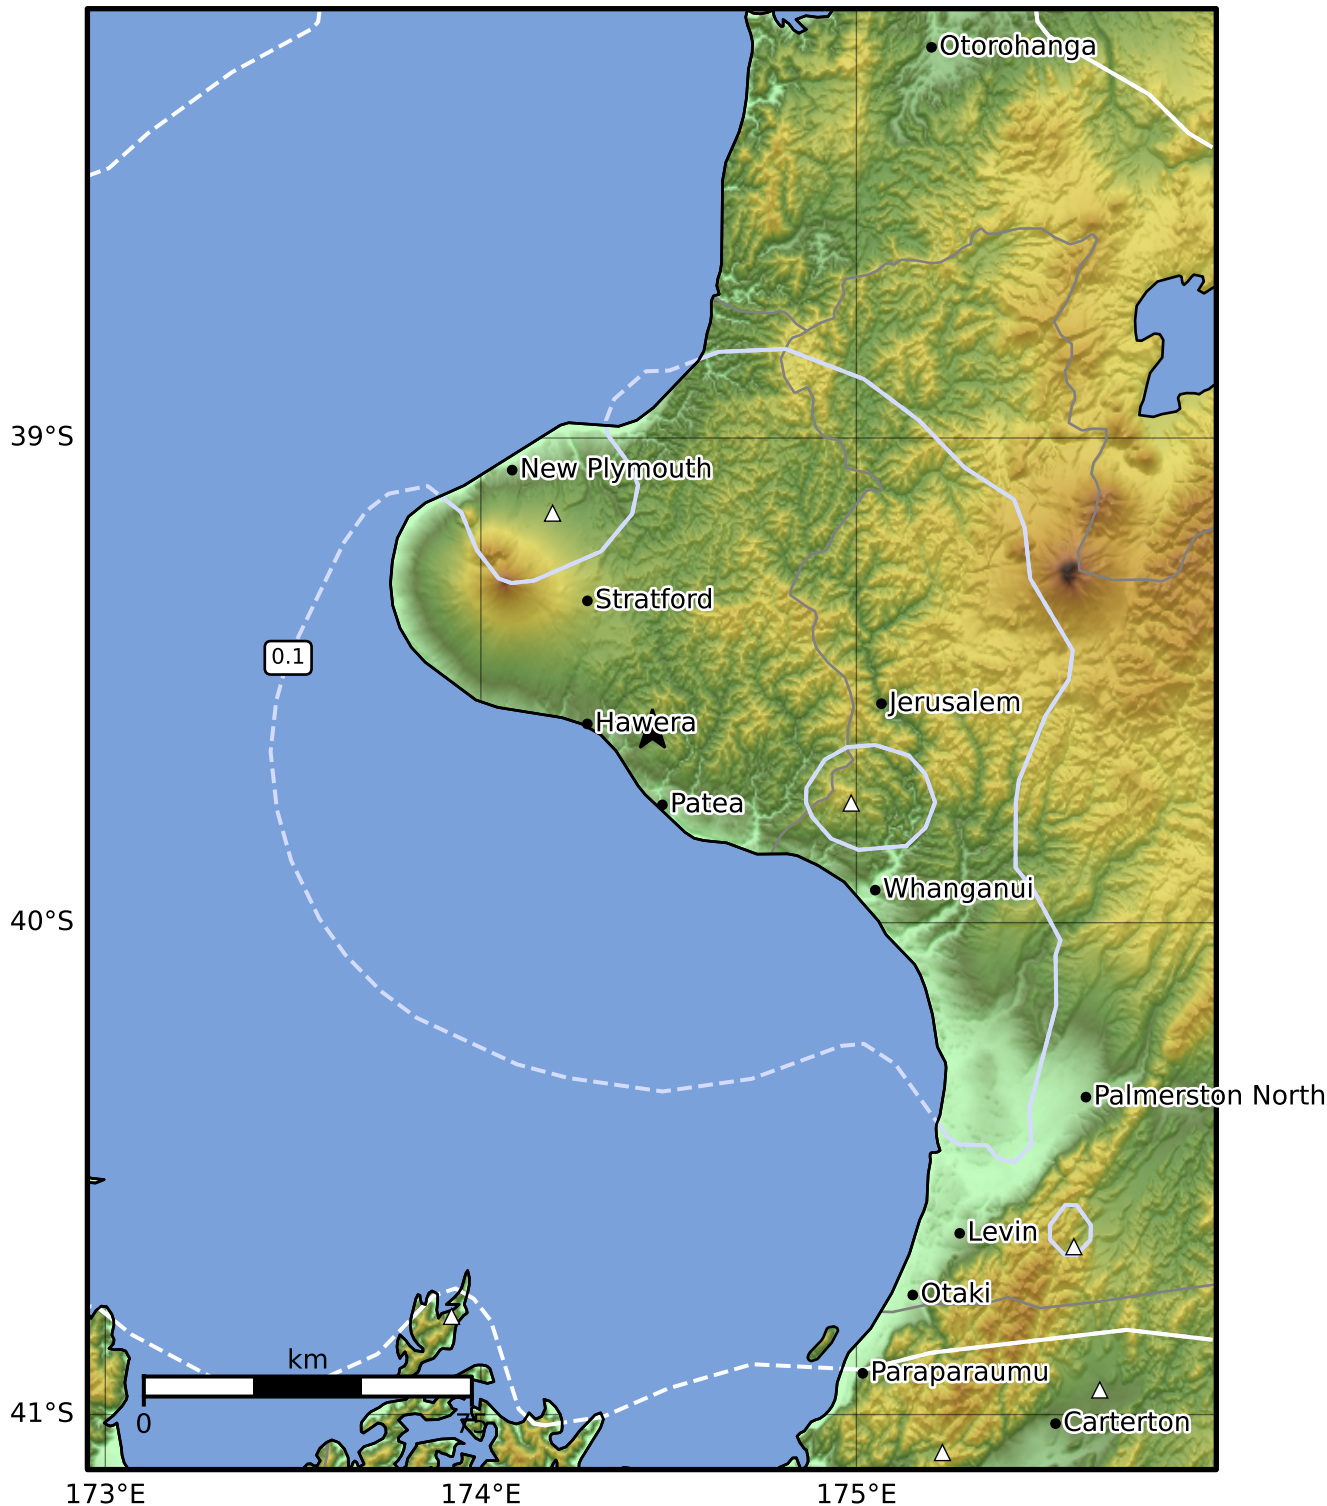 Otorohanga
39°S
New Plymouth
Stratford
0.1
Jerusalem
Hawera
Patea
Whanganui
40°S
Palmerston North
Levin
Otaki
km
Paraparaumu
0
41°S
Carterton
173°E
174°E
175°E